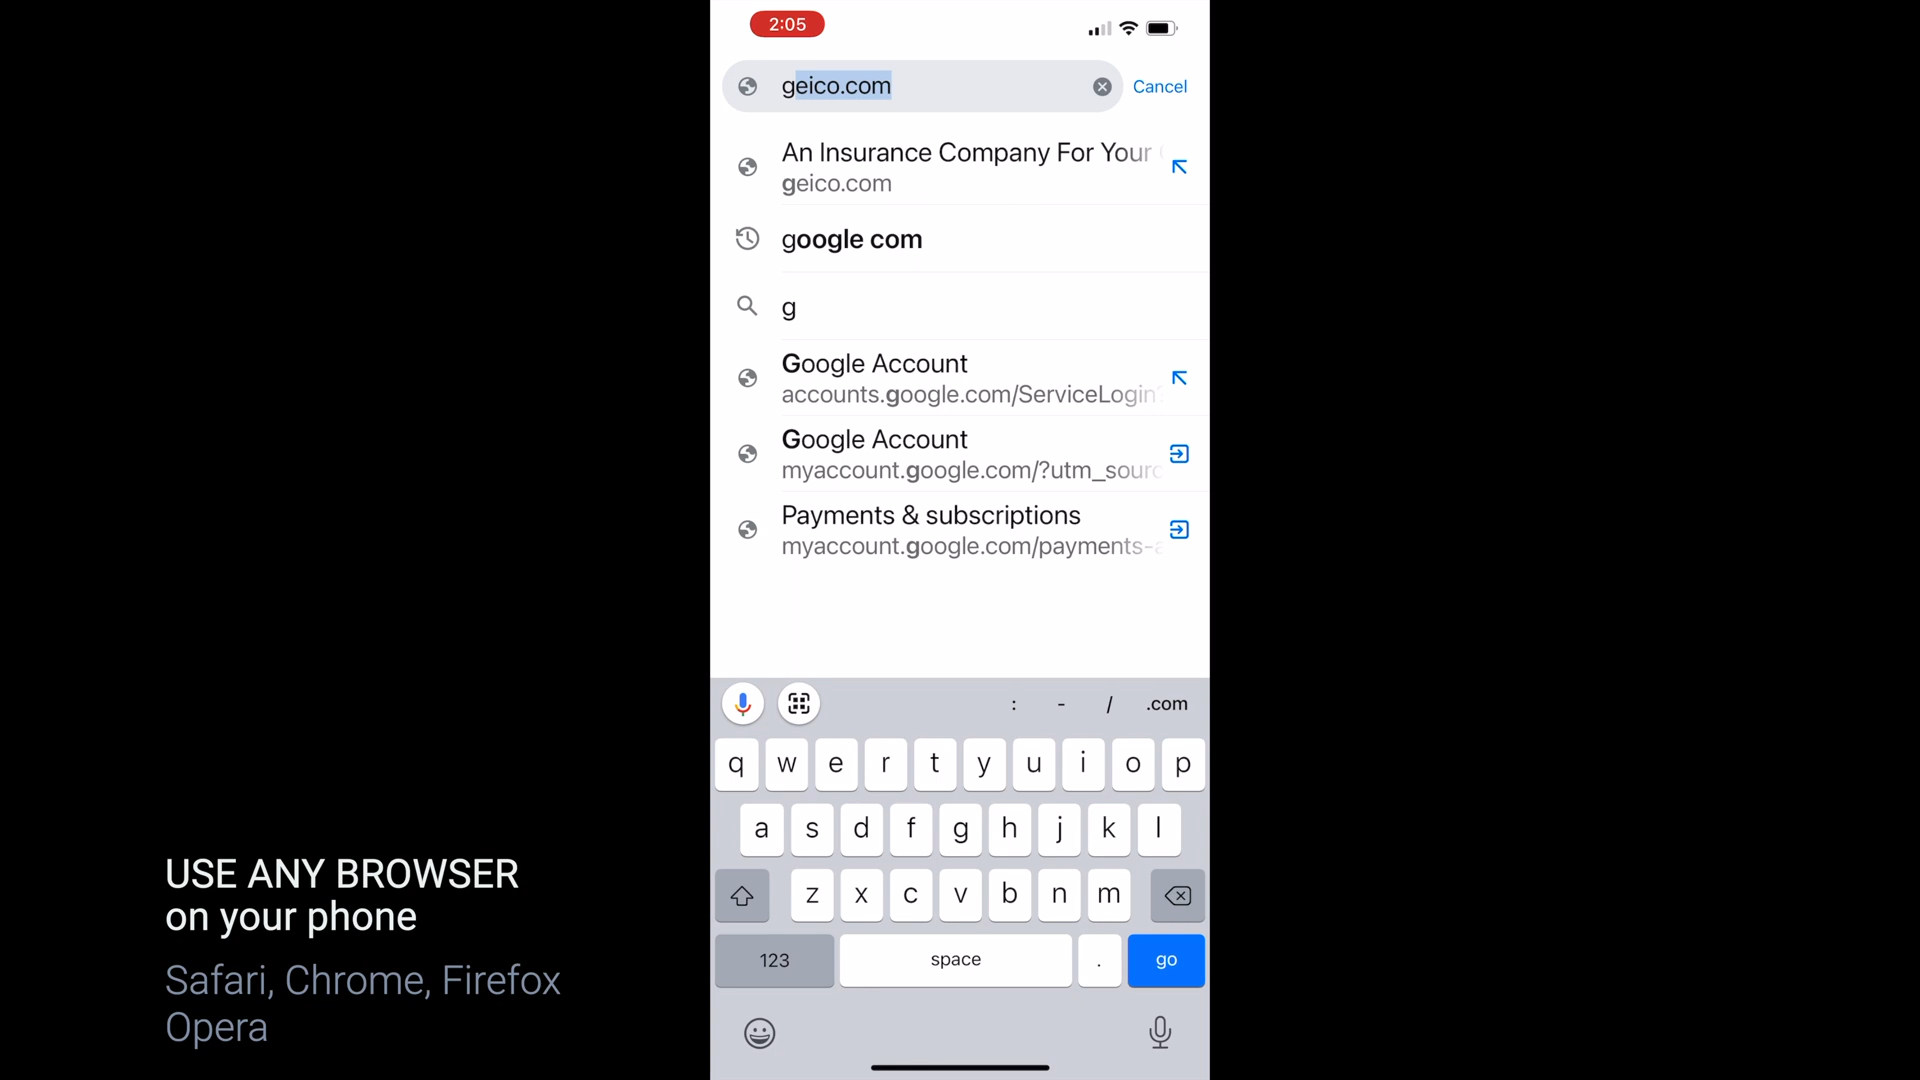 2:05
geico.com
Cancel
An Insurance Company For Your
geico.com
google com
g
Google Account
accounts.google.com/ServiceLogin?
Google Account
myaccount.google.com/?utm_sourc
Payments & subscriptions
myaccount.google.com/payments-a
: - / .com
q w e r t y u i o p
a s d f g h j k l
z x c v b n m
123 space . go
USE ANY BROWSER
on your phone
Safari, Chrome, Firefox
Opera